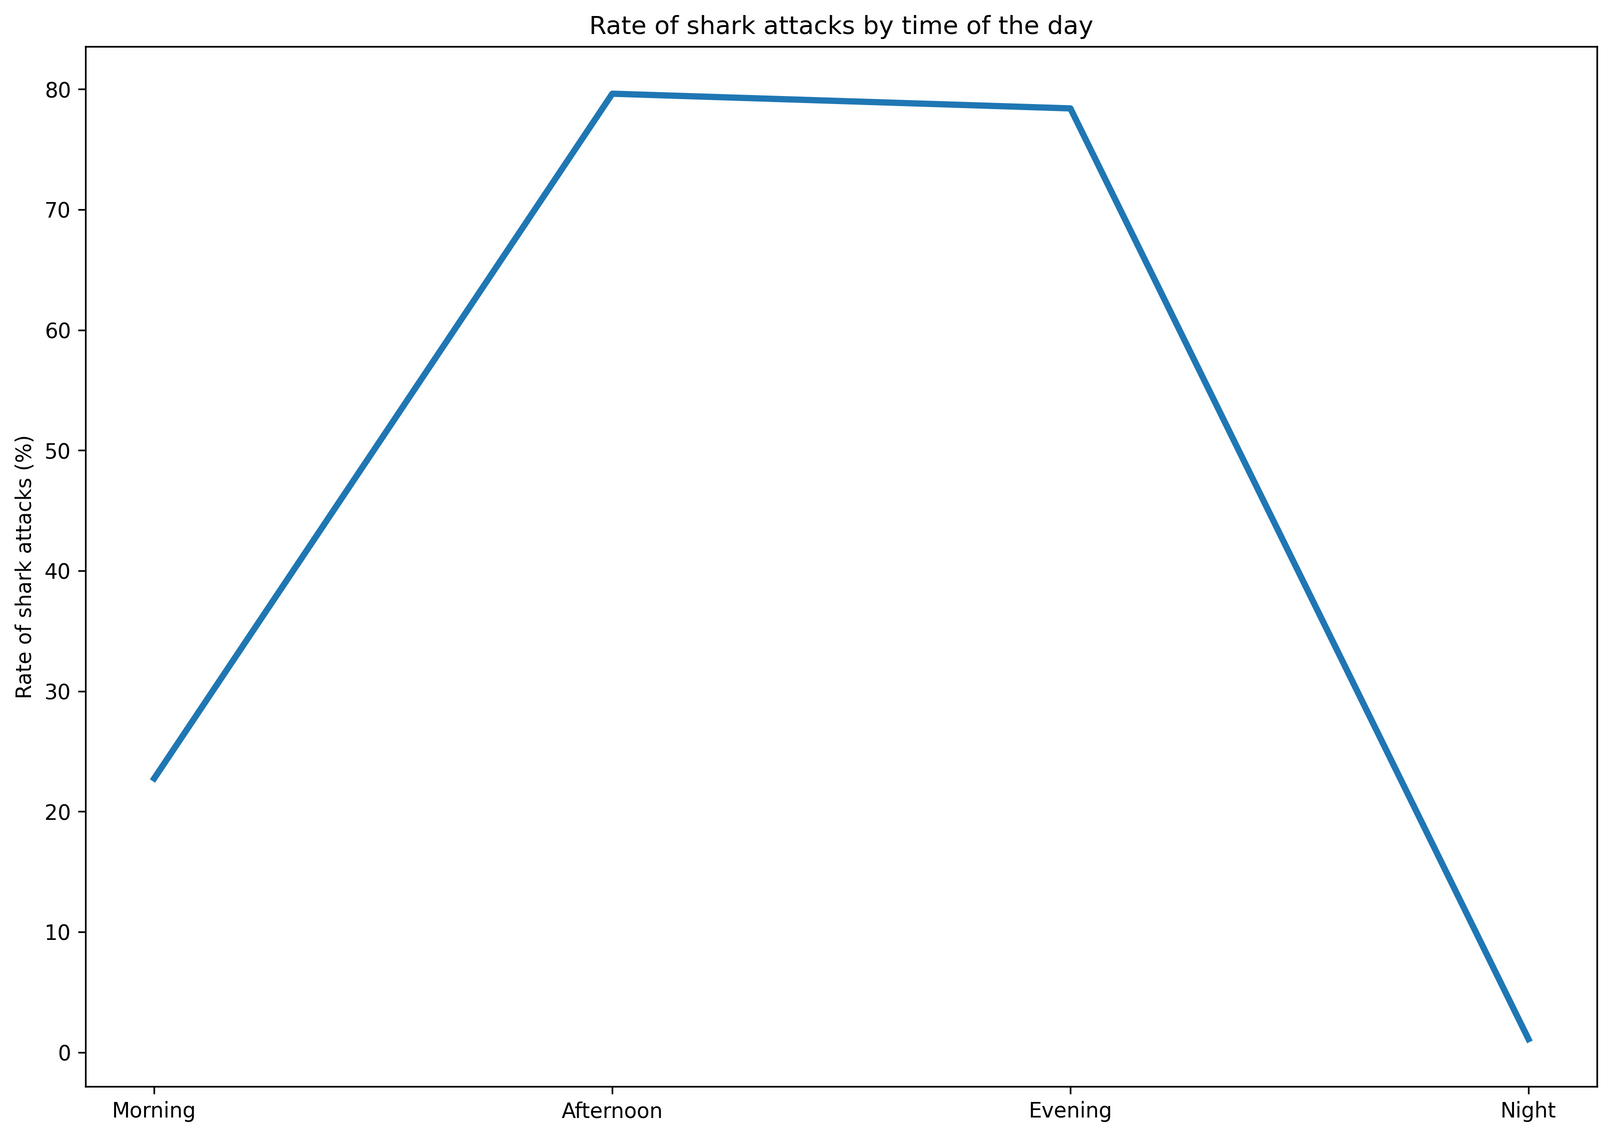 Rate of shark attacks by time of the day
Rate of shark attacks (%)
80
70
60
50
40
30
20
10
0
Morning
Afternoon
Evening
Night